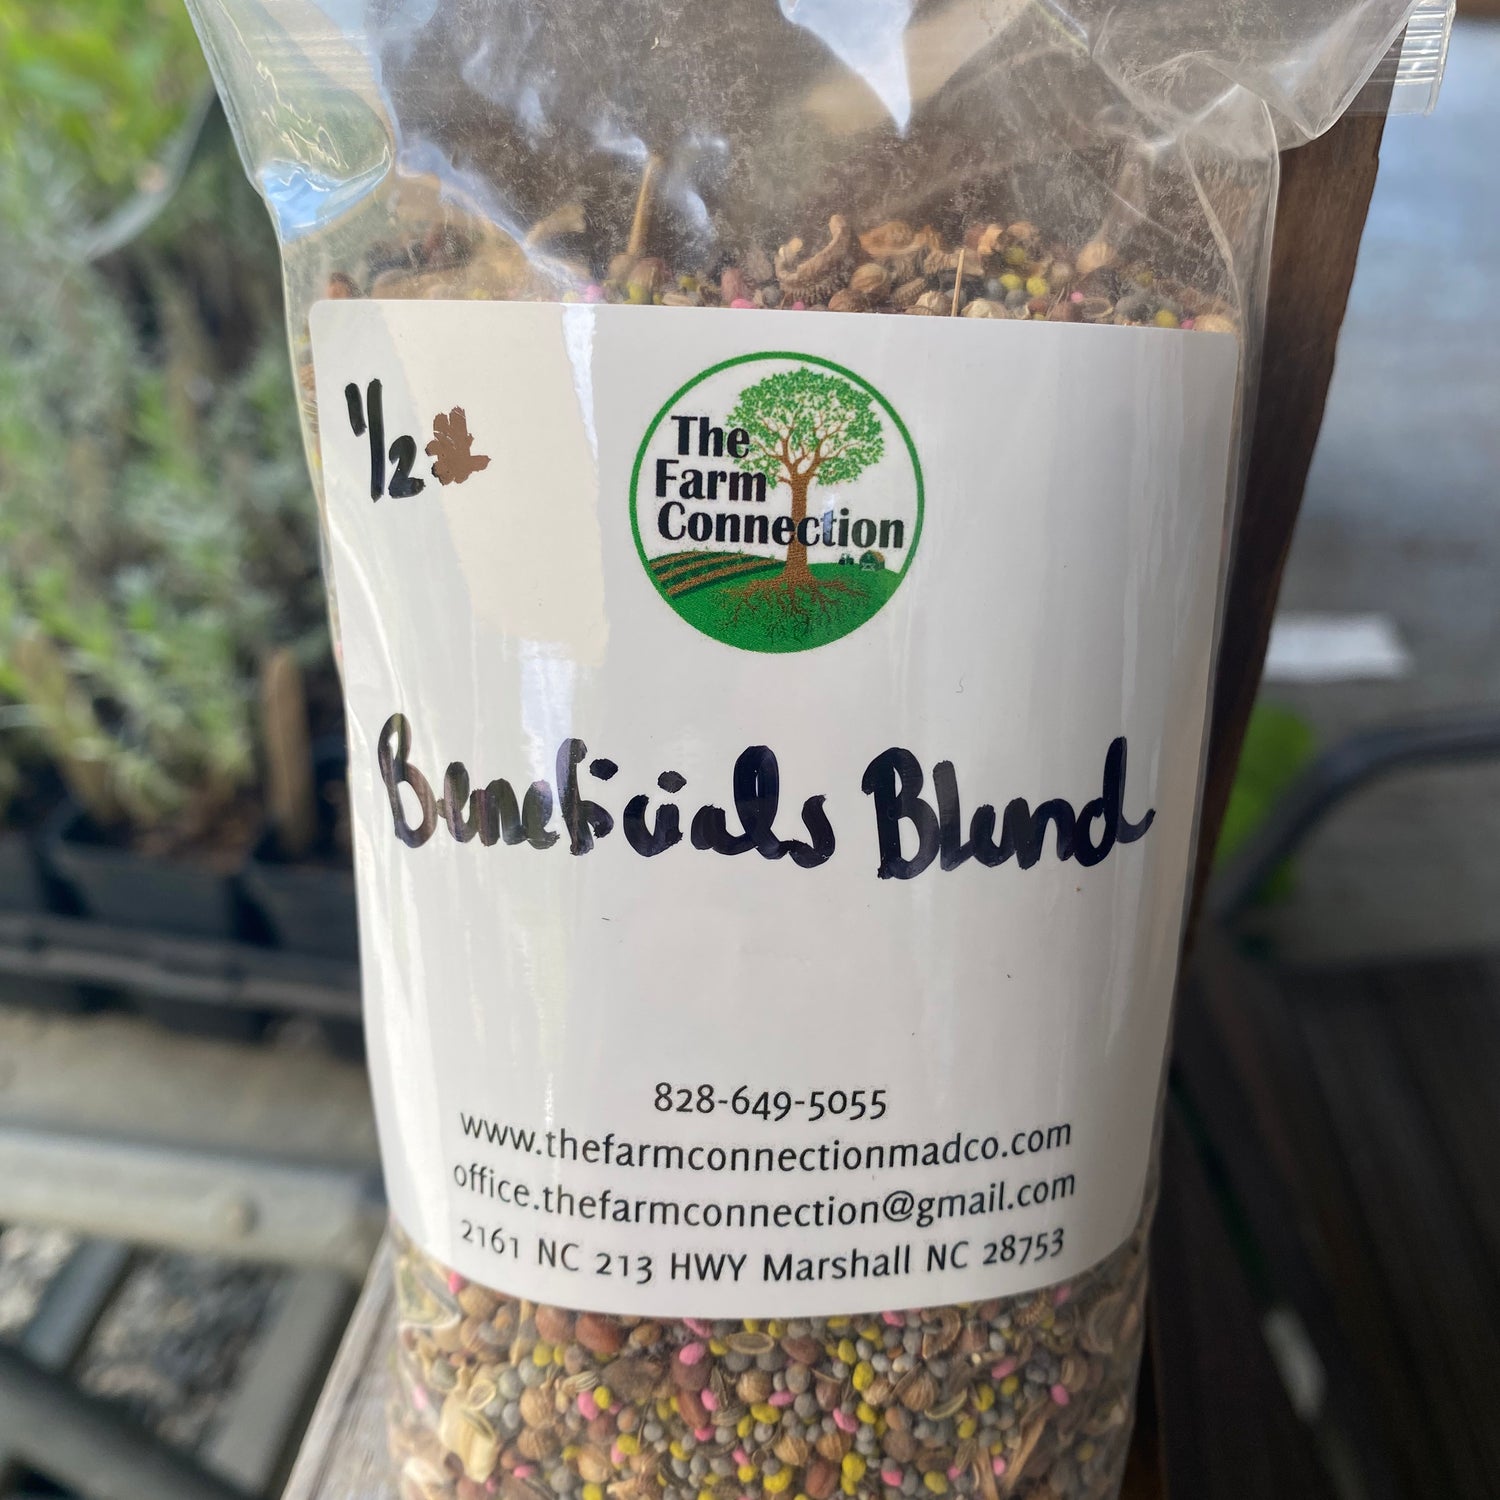 1/2
The
Farm
Connection
Beneficials Blend
828-649-5055
www.thefarmconnectionmadco.com
office.thefarmconnection@gmail.com
2161 NC 213 HWY Marshall NC 28753